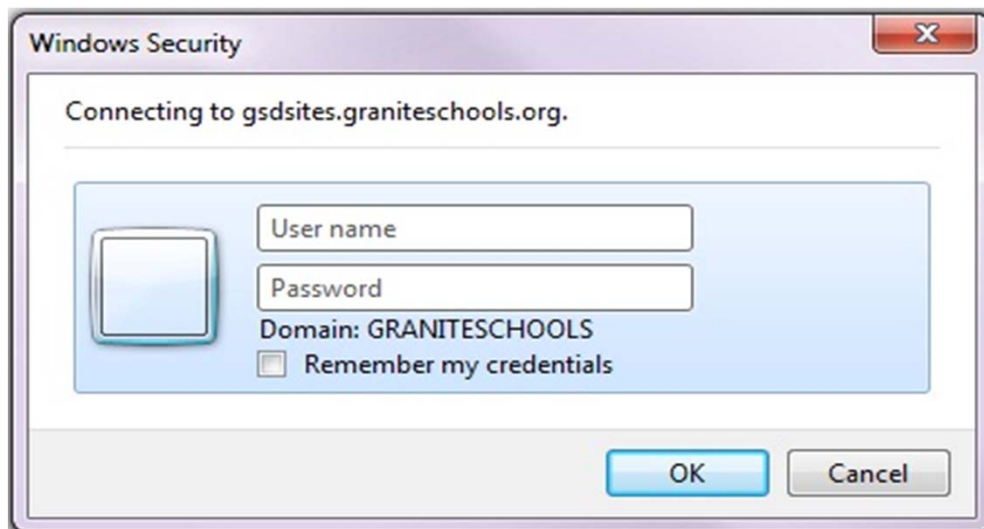 Windows Security
Connecting to gsdsites.graniteschools.org.
User name
Password
Domain: GRANITESCHOOLS
Remember my credentials
OK
Cancel